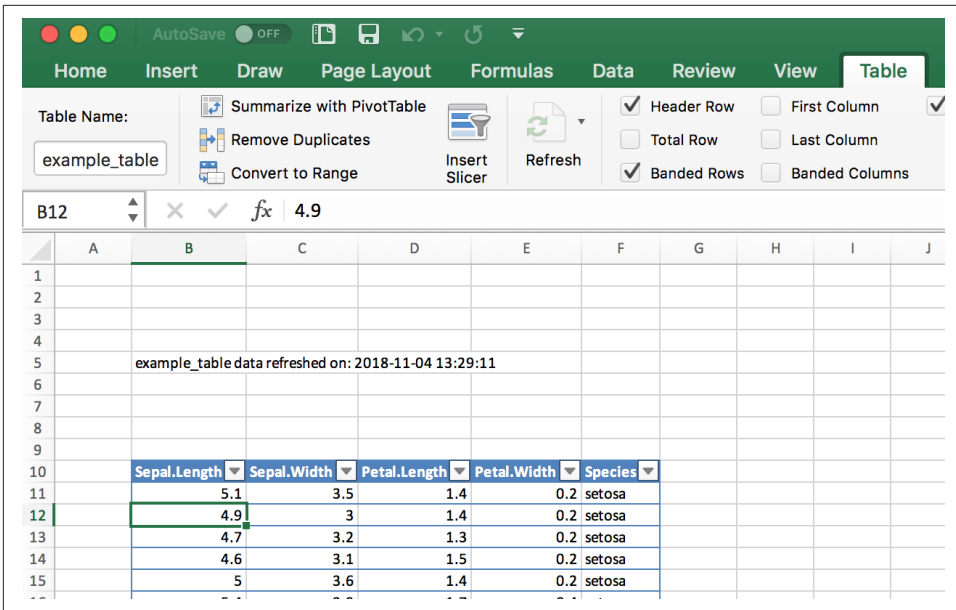 AutoSave OFF
Home Insert Draw Page Layout Formulas Data Review View Table
Table Name:
example_table
Summarize with PivotTable
Remove Duplicates
Convert to Range
Insert
Slicer
Refresh
Header Row
Total Row
Banded Rows
First Column
Last Column
Banded Columns
B12 fx 4.9
A B C D E F G H I J
1
2
3
4
5 example_table data refreshed on: 2018-11-04 13:29:11
6
7
8
9
10 Sepal.Length Sepal.Width Petal.Length Petal.Width Species
11 5.1 3.5 1.4 0.2 setosa
12 4.9 3 1.4 0.2 setosa
13 4.7 3.2 1.3 0.2 setosa
14 4.6 3.1 1.5 0.2 setosa
15 5 3.6 1.4 0.2 setosa